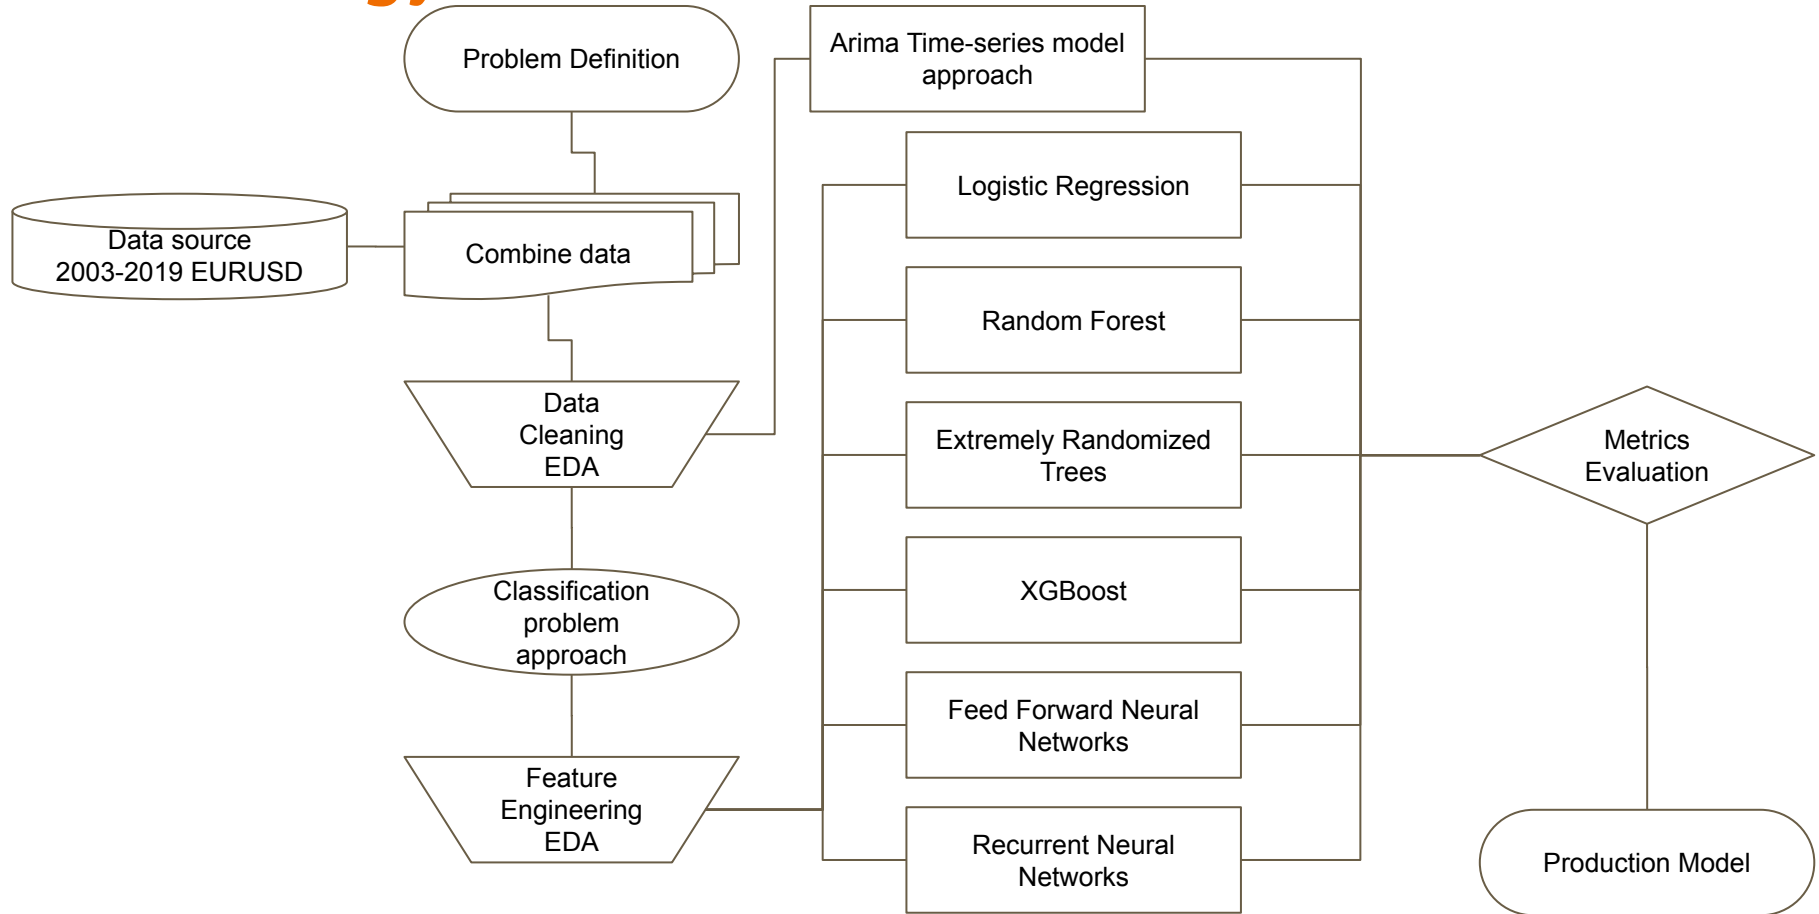 Problem Definition
Arima Time-series model
approach
Logistic Regression
Data source
2003-2019 EURUSD
Combine data
Random Forest
Data
Cleaning
EDA
Extremely Randomized
Trees
Metrics
Evaluation
Classification
problem
approach
XGBoost
Feed Forward Neural
Networks
Feature
Engineering
EDA
Recurrent Neural
Networks
Production Model